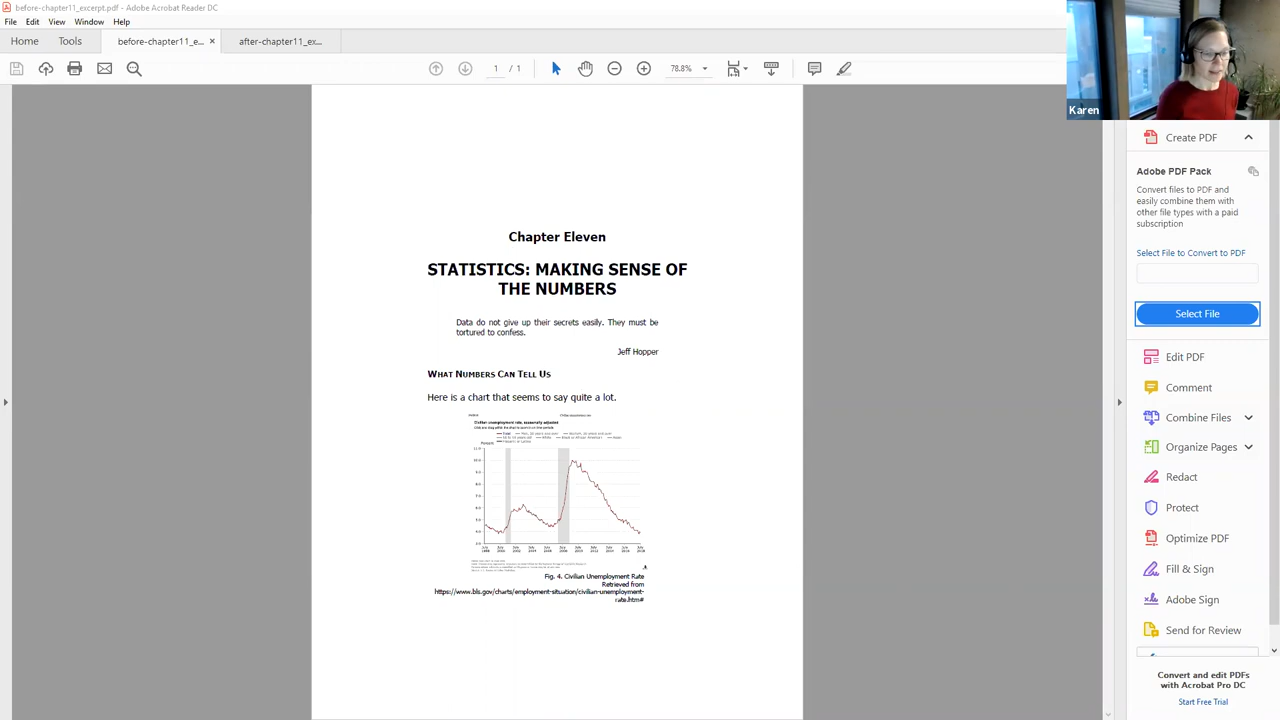 before-chapter11_excerpt.pdf - Adobe Acrobat Reader DC
File Edit View Window Help
Home Tools before-chapter11_e... × after-chapter11_ex...
1 / 1 78.8%
Karen
Chapter Eleven
STATISTICS: MAKING SENSE OF
THE NUMBERS
Data do not give up their secrets easily. They must be
tortured to confess.
Jeff Hopper
WHAT NUMBERS CAN TELL US
Here is a chart that seems to say quite a lot.
Civilian unemployment rate, seasonally adjusted
Fig. 4. Civilian Unemployment Rate
Retrieved from
https://www.bls.gov/charts/employment-situation/civilian-unemployment-
rate.htm#
Create PDF
Adobe PDF Pack
Convert files to PDF and
easily combine them with
other file types with a paid
subscription
Select File to Convert to PDF
Select File
Edit PDF
Comment
Combine Files
Organize Pages
Redact
Protect
Optimize PDF
Fill & Sign
Adobe Sign
Send for Review
Convert and edit PDFs
with Acrobat Pro DC
Start Free Trial